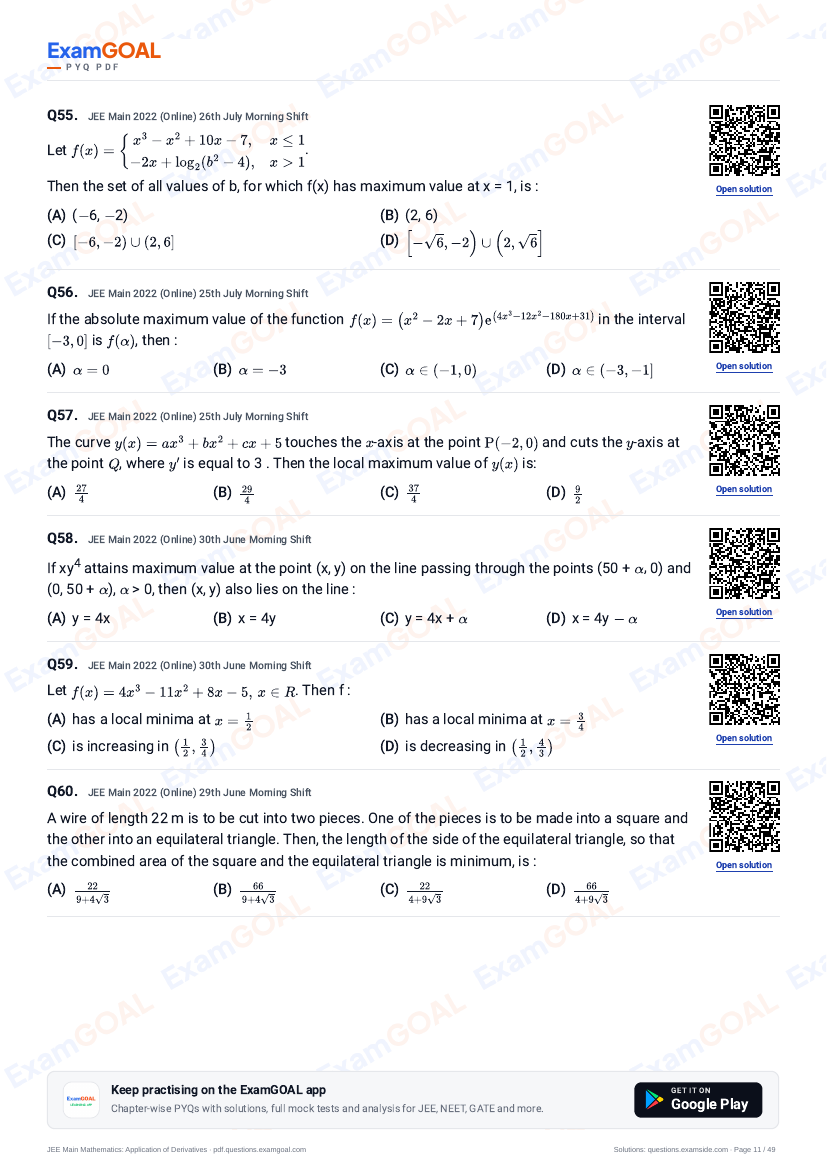 ExamGOAL
PYQ PDF
Q55. JEE Main 2022 (Online) 26th July Morning Shift
Let f(x) = { x³ − x² + 10x − 7, x ≤ 1
−2x + log₂(b² − 4), x > 1 .
Then the set of all values of b, for which f(x) has maximum value at x = 1, is :
(A) (−6, −2) (B) (2, 6)
(C) [−6, −2) ∪ (2, 6] (D) [−√6, −2) ∪ (2, √6]
Open solution
Q56. JEE Main 2022 (Online) 25th July Morning Shift
If the absolute maximum value of the function f(x) = (x² − 2x + 7)e^(4x³−12x²−180x+31) in the interval
[−3, 0] is f(α), then :
(A) α = 0 (B) α = −3 (C) α ∈ (−1, 0) (D) α ∈ (−3, −1]
Open solution
Q57. JEE Main 2022 (Online) 25th July Morning Shift
The curve y(x) = ax³ + bx² + cx + 5 touches the x-axis at the point P(−2, 0) and cuts the y-axis at
the point Q, where y′ is equal to 3 . Then the local maximum value of y(x) is:
(A) 27/4 (B) 29/4 (C) 37/4 (D) 9/2
Open solution
Q58. JEE Main 2022 (Online) 30th June Morning Shift
If xy⁴ attains maximum value at the point (x, y) on the line passing through the points (50 + α, 0) and
(0, 50 + α), α > 0, then (x, y) also lies on the line :
(A) y = 4x (B) x = 4y (C) y = 4x + α (D) x = 4y − α
Open solution
Q59. JEE Main 2022 (Online) 30th June Morning Shift
Let f(x) = 4x³ − 11x² + 8x − 5, x ∈ R. Then f :
(A) has a local minima at x = 1/2 (B) has a local minima at x = 3/4
(C) is increasing in (1/2, 3/4) (D) is decreasing in (1/2, 4/3)
Open solution
Q60. JEE Main 2022 (Online) 29th June Morning Shift
A wire of length 22 m is to be cut into two pieces. One of the pieces is to be made into a square and
the other into an equilateral triangle. Then, the length of the side of the equilateral triangle, so that
the combined area of the square and the equilateral triangle is minimum, is :
(A) 22/(9+4√3) (B) 66/(9+4√3) (C) 22/(4+9√3) (D) 66/(4+9√3)
Open solution
ExamGOAL
Keep practising on the ExamGOAL app
Chapter-wise PYQs with solutions, full mock tests and analysis for JEE, NEET, GATE and more.
GET IT ON
Google Play
JEE Main Mathematics: Application of Derivatives · pdf.questions.examgoal.com Solutions: questions.examside.com · Page 11 / 49